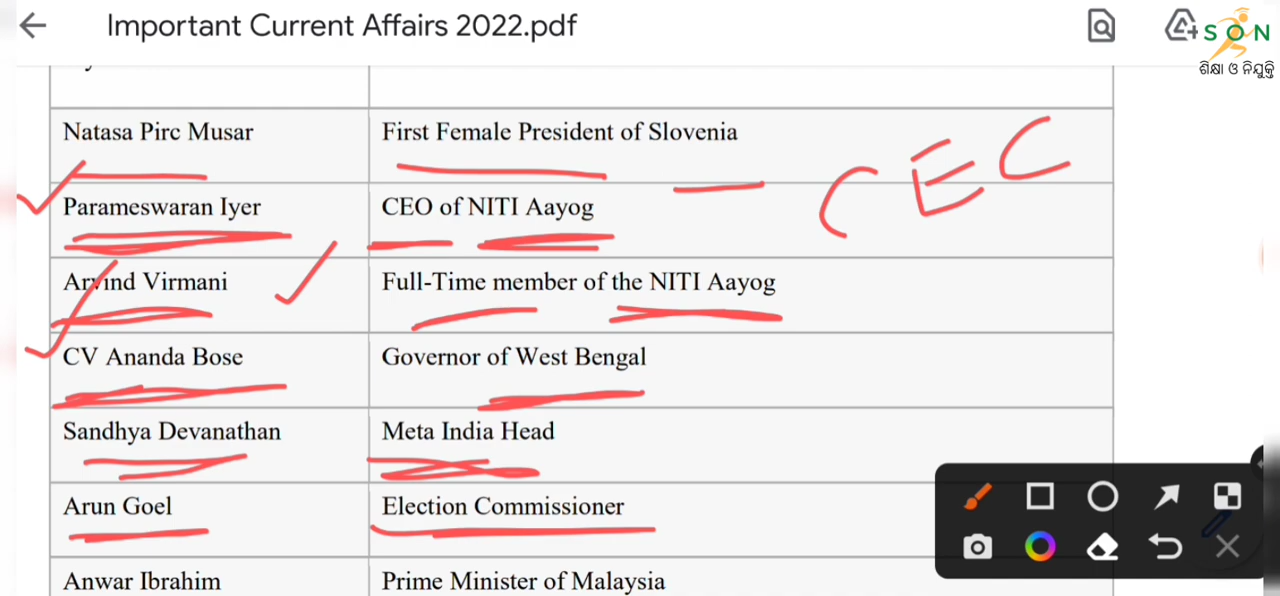 Important Current Affairs 2022.pdf
SON
ଶିକ୍ଷା ଓ ନିଯୁକ୍ତି
Natasa Pirc Musar First Female President of Slovenia
CEC
Parameswaran Iyer CEO of NITI Aayog
Arvind Virmani Full-Time member of the NITI Aayog
CV Ananda Bose Governor of West Bengal
Sandhya Devanathan Meta India Head
Arun Goel Election Commissioner
Anwar Ibrahim Prime Minister of Malaysia